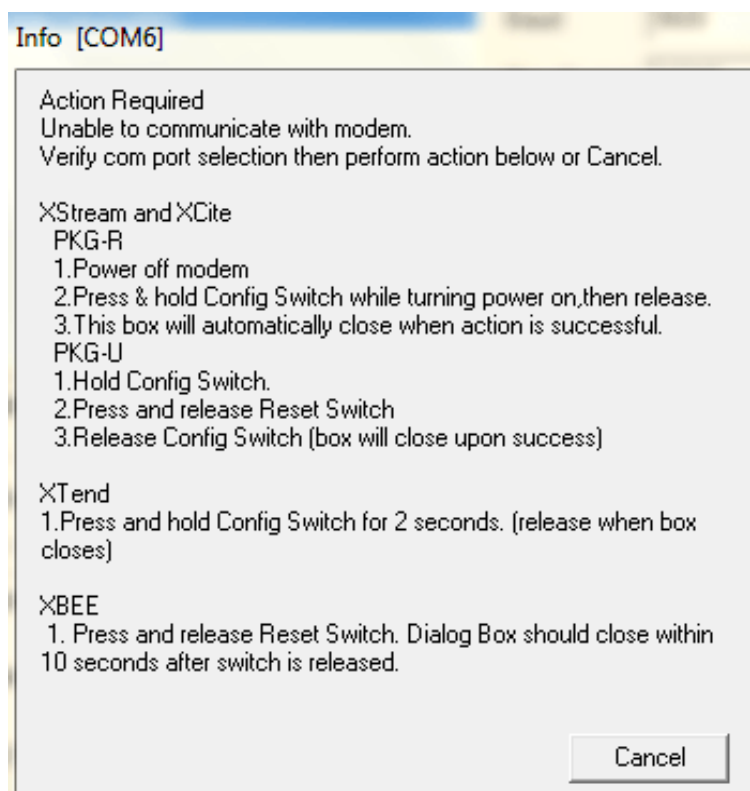 Info [COM6]
Action Required
Unable to communicate with modem.
Verify com port selection then perform action below or Cancel.
XStream and XCite
PKG-R
1.Power off modem
2.Press & hold Config Switch while turning power on,then release.
3.This box will automatically close when action is successful.
PKG-U
1.Hold Config Switch.
2.Press and release Reset Switch
3.Release Config Switch (box will close upon success)
XTend
1.Press and hold Config Switch for 2 seconds. (release when box
closes)
XBEE
1. Press and release Reset Switch. Dialog Box should close within
10 seconds after switch is released.
Cancel